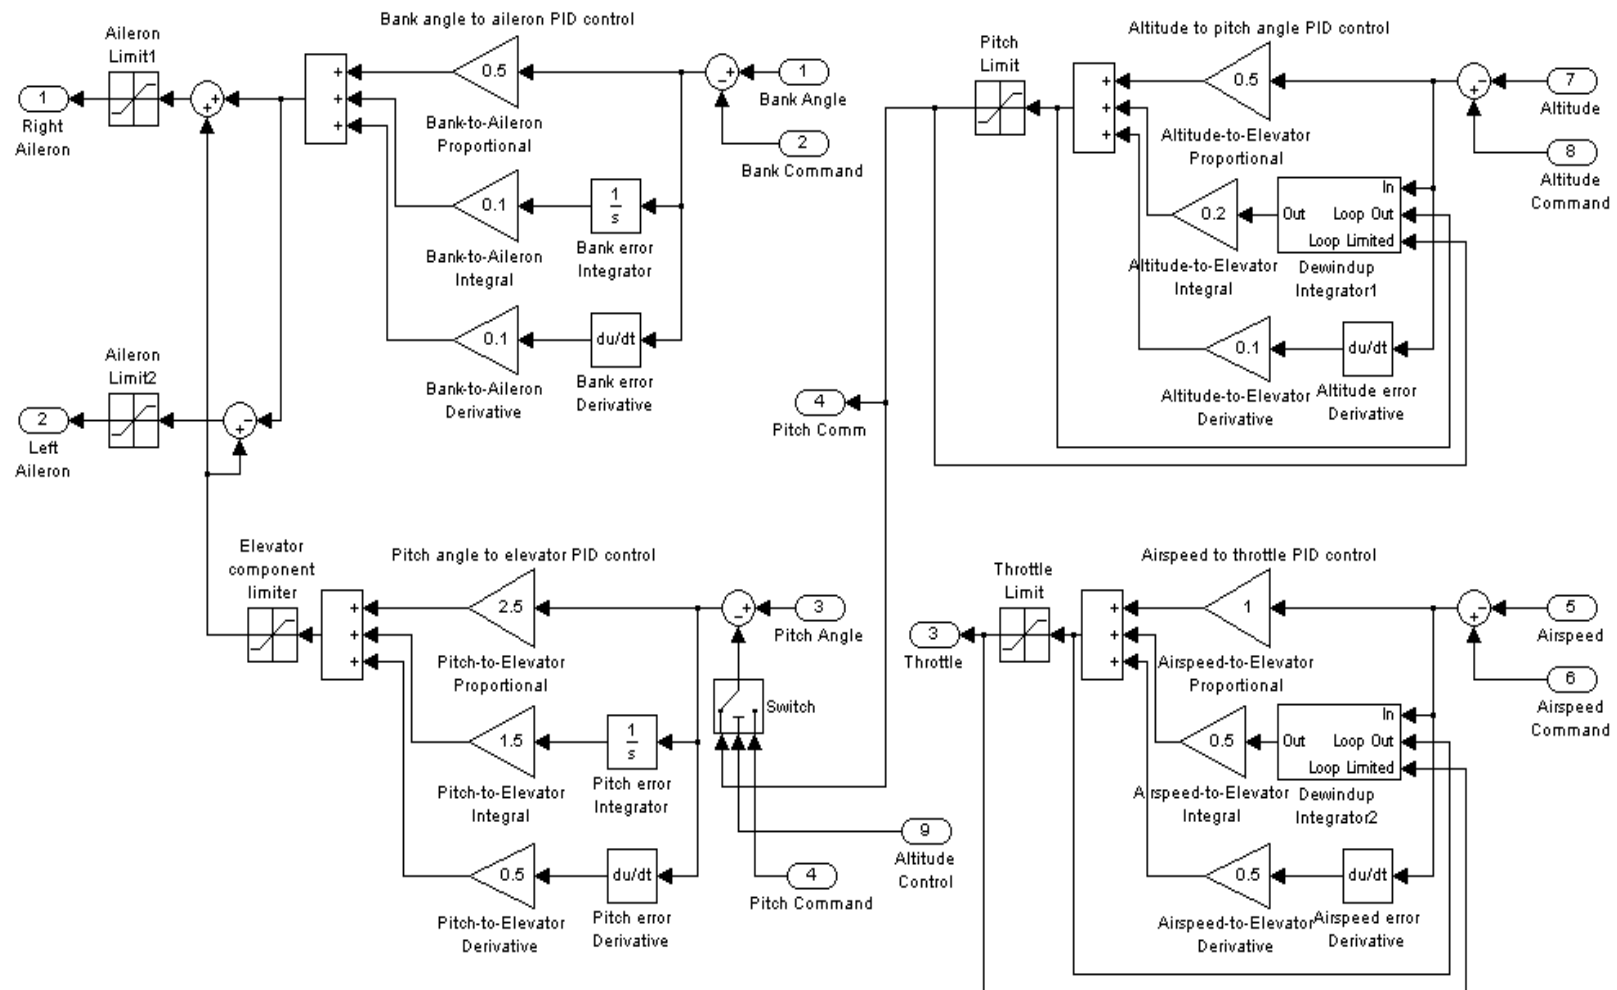 Bank angle to aileron PID control
Aileron
Limit1
1
Right
Aileron
+
+
+
+
+
0.5
Bank-to-Aileron
Proportional
+
−
1
Bank Angle
2
Bank Command
0.1
Bank-to-Aileron
Integral
1
s
Bank error
Integrator
0.1
Bank-to-Aileron
Derivative
du/dt
Bank error
Derivative
Aileron
Limit2
2
Left
Aileron
−
+
Altitude to pitch angle PID control
Pitch
Limit
+
+
+
0.5
Altitude-to-Elevator
Proportional
−
+
7
Altitude
8
Altitude
Command
0.2
Altitude-to-Elevator
Integral
In
Out Loop Out
Loop Limited
Dewindup
Integrator1
0.1
Altitude-to-Elevator
Derivative
du/dt
Altitude error
Derivative
4
Pitch Comm
Pitch angle to elevator PID control
Elevator
component
limiter
+
+
+
2.5
Pitch-to-Elevator
Proportional
+
−
3
Pitch Angle
Switch
1.5
Pitch-to-Elevator
Integral
1
s
Pitch error
Integrator
0.5
Pitch-to-Elevator
Derivative
du/dt
Pitch error
Derivative
4
Pitch Command
9
Altitude
Control
Airspeed to throttle PID control
Throttle
Limit
3
Throttle
+
+
+
1
Airspeed-to-Elevator
Proportional
−
+
5
Airspeed
6
Airspeed
Command
0.5
Airspeed-to-Elevator
Integral
In
Out Loop Out
Loop Limited
Dewindup
Integrator2
0.5
Airspeed-to-Elevator
Derivative
du/dt
Airspeed error
Derivative